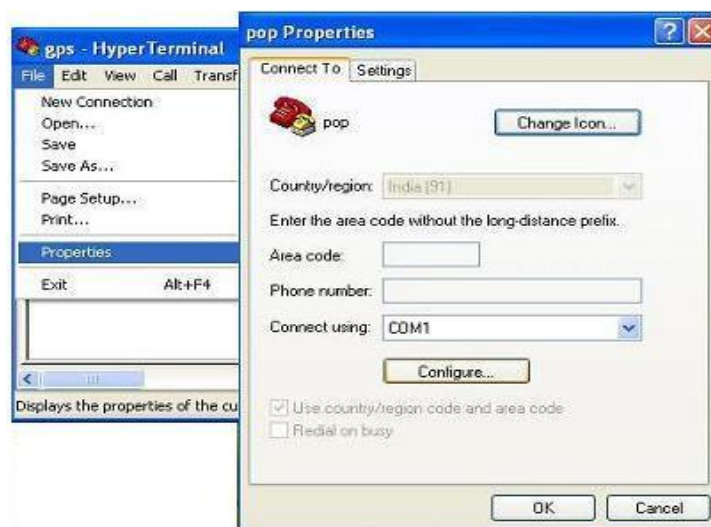 gps - HyperTerminal
File Edit View Call Transf
New Connection
Open...
Save
Save As...
Page Setup...
Print...
Properties
Exit Alt+F4
Displays the properties of the cu
pop Properties
Connect To Settings
pop
Change Icon...
Country/region: India (91)
Enter the area code without the long-distance prefix.
Area code:
Phone number:
Connect using: COM1
Configure...
Use country/region code and area code
Redial on busy
OK Cancel